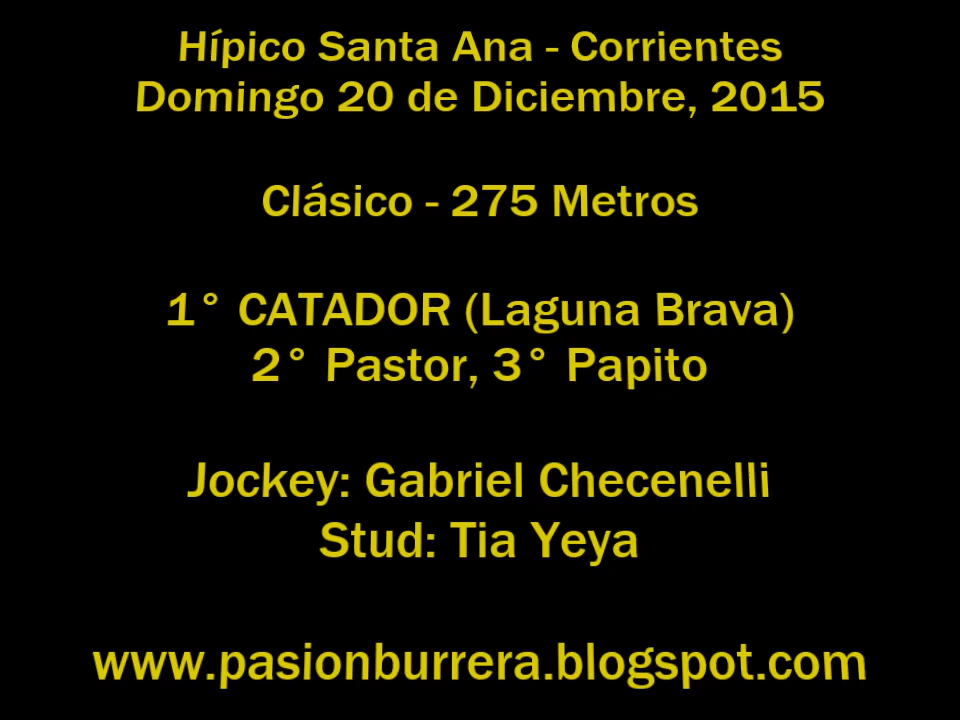 Hípico Santa Ana - Corrientes
Domingo 20 de Diciembre, 2015
Clásico - 275 Metros
1° CATADOR (Laguna Brava)
2° Pastor, 3° Papito
Jockey: Gabriel Checenelli
Stud: Tia Yeya
www.pasionburrera.blogspot.com